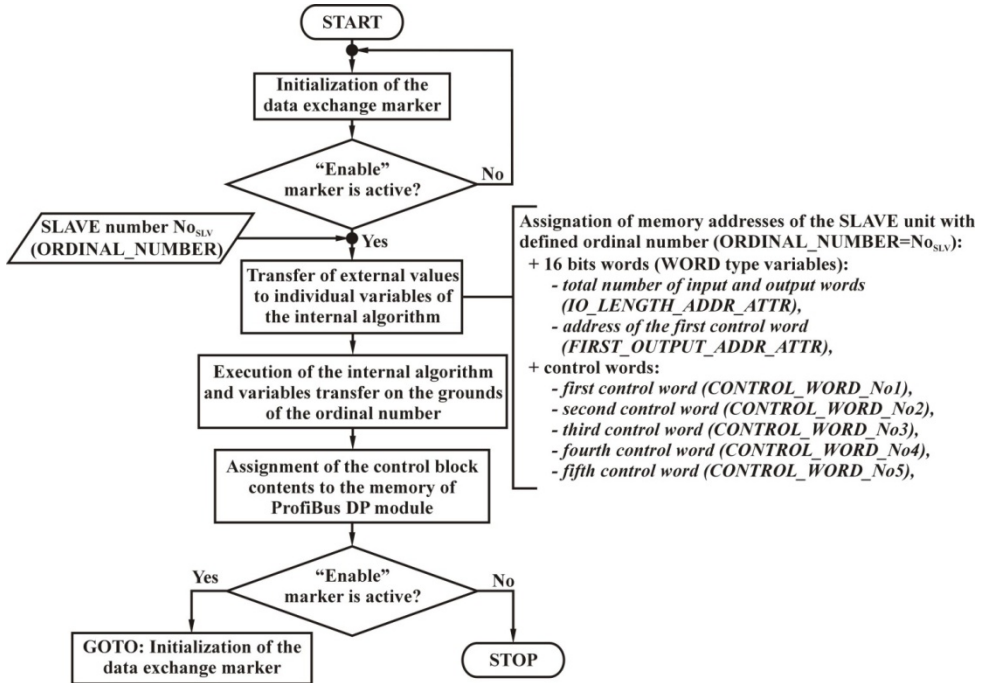 START
Initialization of the
data exchange marker
“Enable”
marker is active?
No
SLAVE number NoSLV
(ORDINAL_NUMBER)
Yes
Transfer of external values
to individual variables of
the internal algorithm
Assignation of memory addresses of the SLAVE unit with
defined ordinal number (ORDINAL_NUMBER=NoSLV):
+ 16 bits words (WORD type variables):
- total number of input and output words
(IO_LENGTH_ADDR_ATTR),
- address of the first control word
(FIRST_OUTPUT_ADDR_ATTR),
+ control words:
- first control word (CONTROL_WORD_No1),
- second control word (CONTROL_WORD_No2),
- third control word (CONTROL_WORD_No3),
- fourth control word (CONTROL_WORD_No4),
- fifth control word (CONTROL_WORD_No5),
Execution of the internal algorithm
and variables transfer on the grounds
of the ordinal number
Assignment of the control block
contents to the memory of
ProfiBus DP module
“Enable”
marker is active?
Yes
No
GOTO: Initialization of the
data exchange marker
STOP